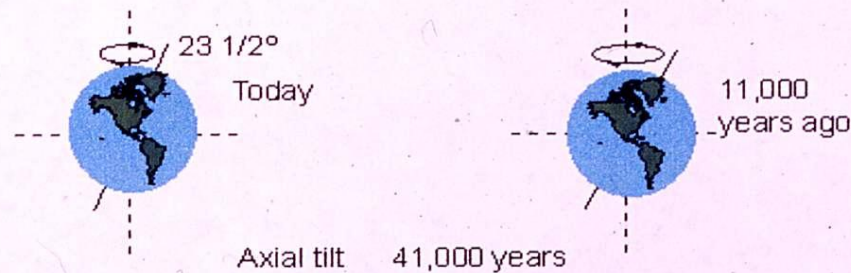 23 1/2°
Today
11,000
years ago
Axial tilt 41,000 years